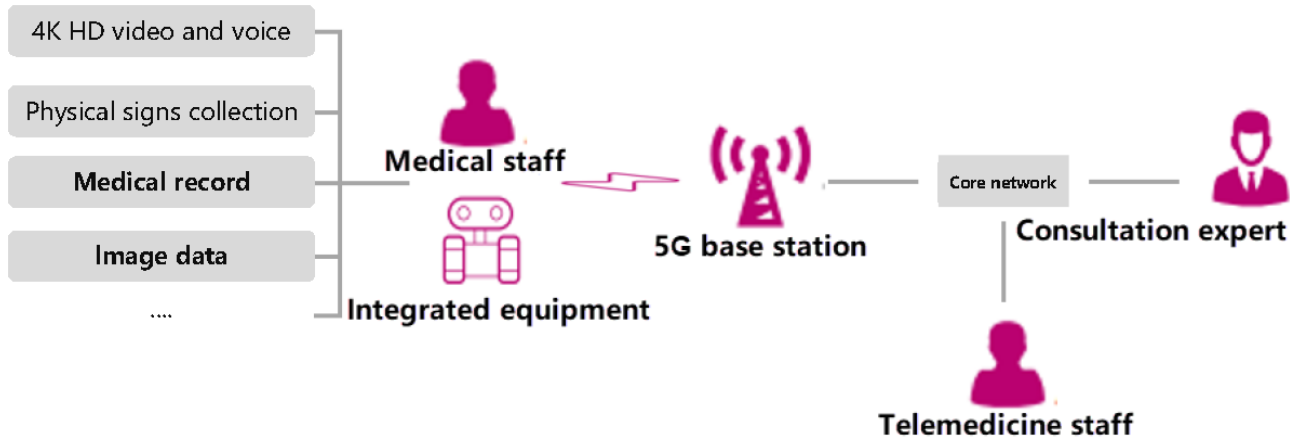 4K HD video and voice
Physical signs collection
Medical record
Image data
....
Medical staff
Integrated equipment
5G base station
Core network
Consultation expert
Telemedicine staff